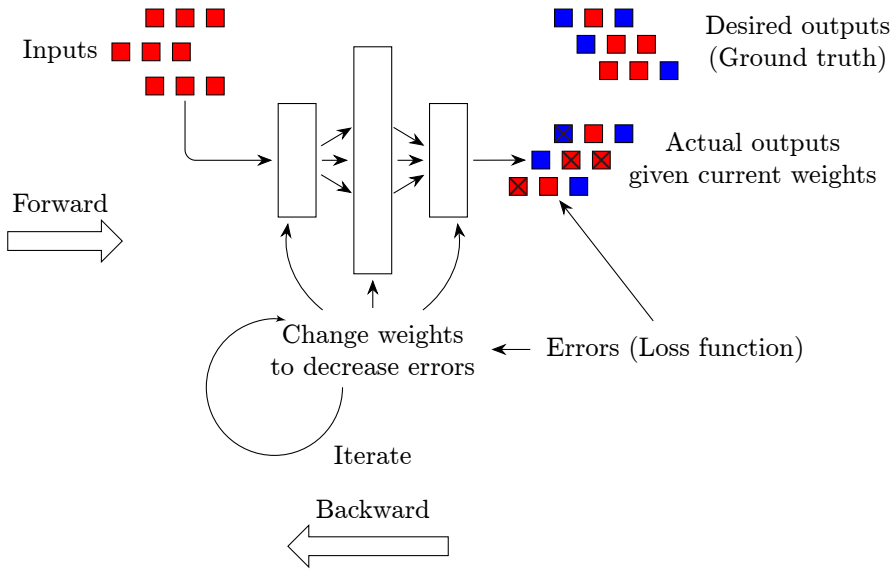 Inputs
Desired outputs
(Ground truth)
Actual outputs
given current weights
Forward
Change weights
to decrease errors
Errors (Loss function)
Iterate
Backward